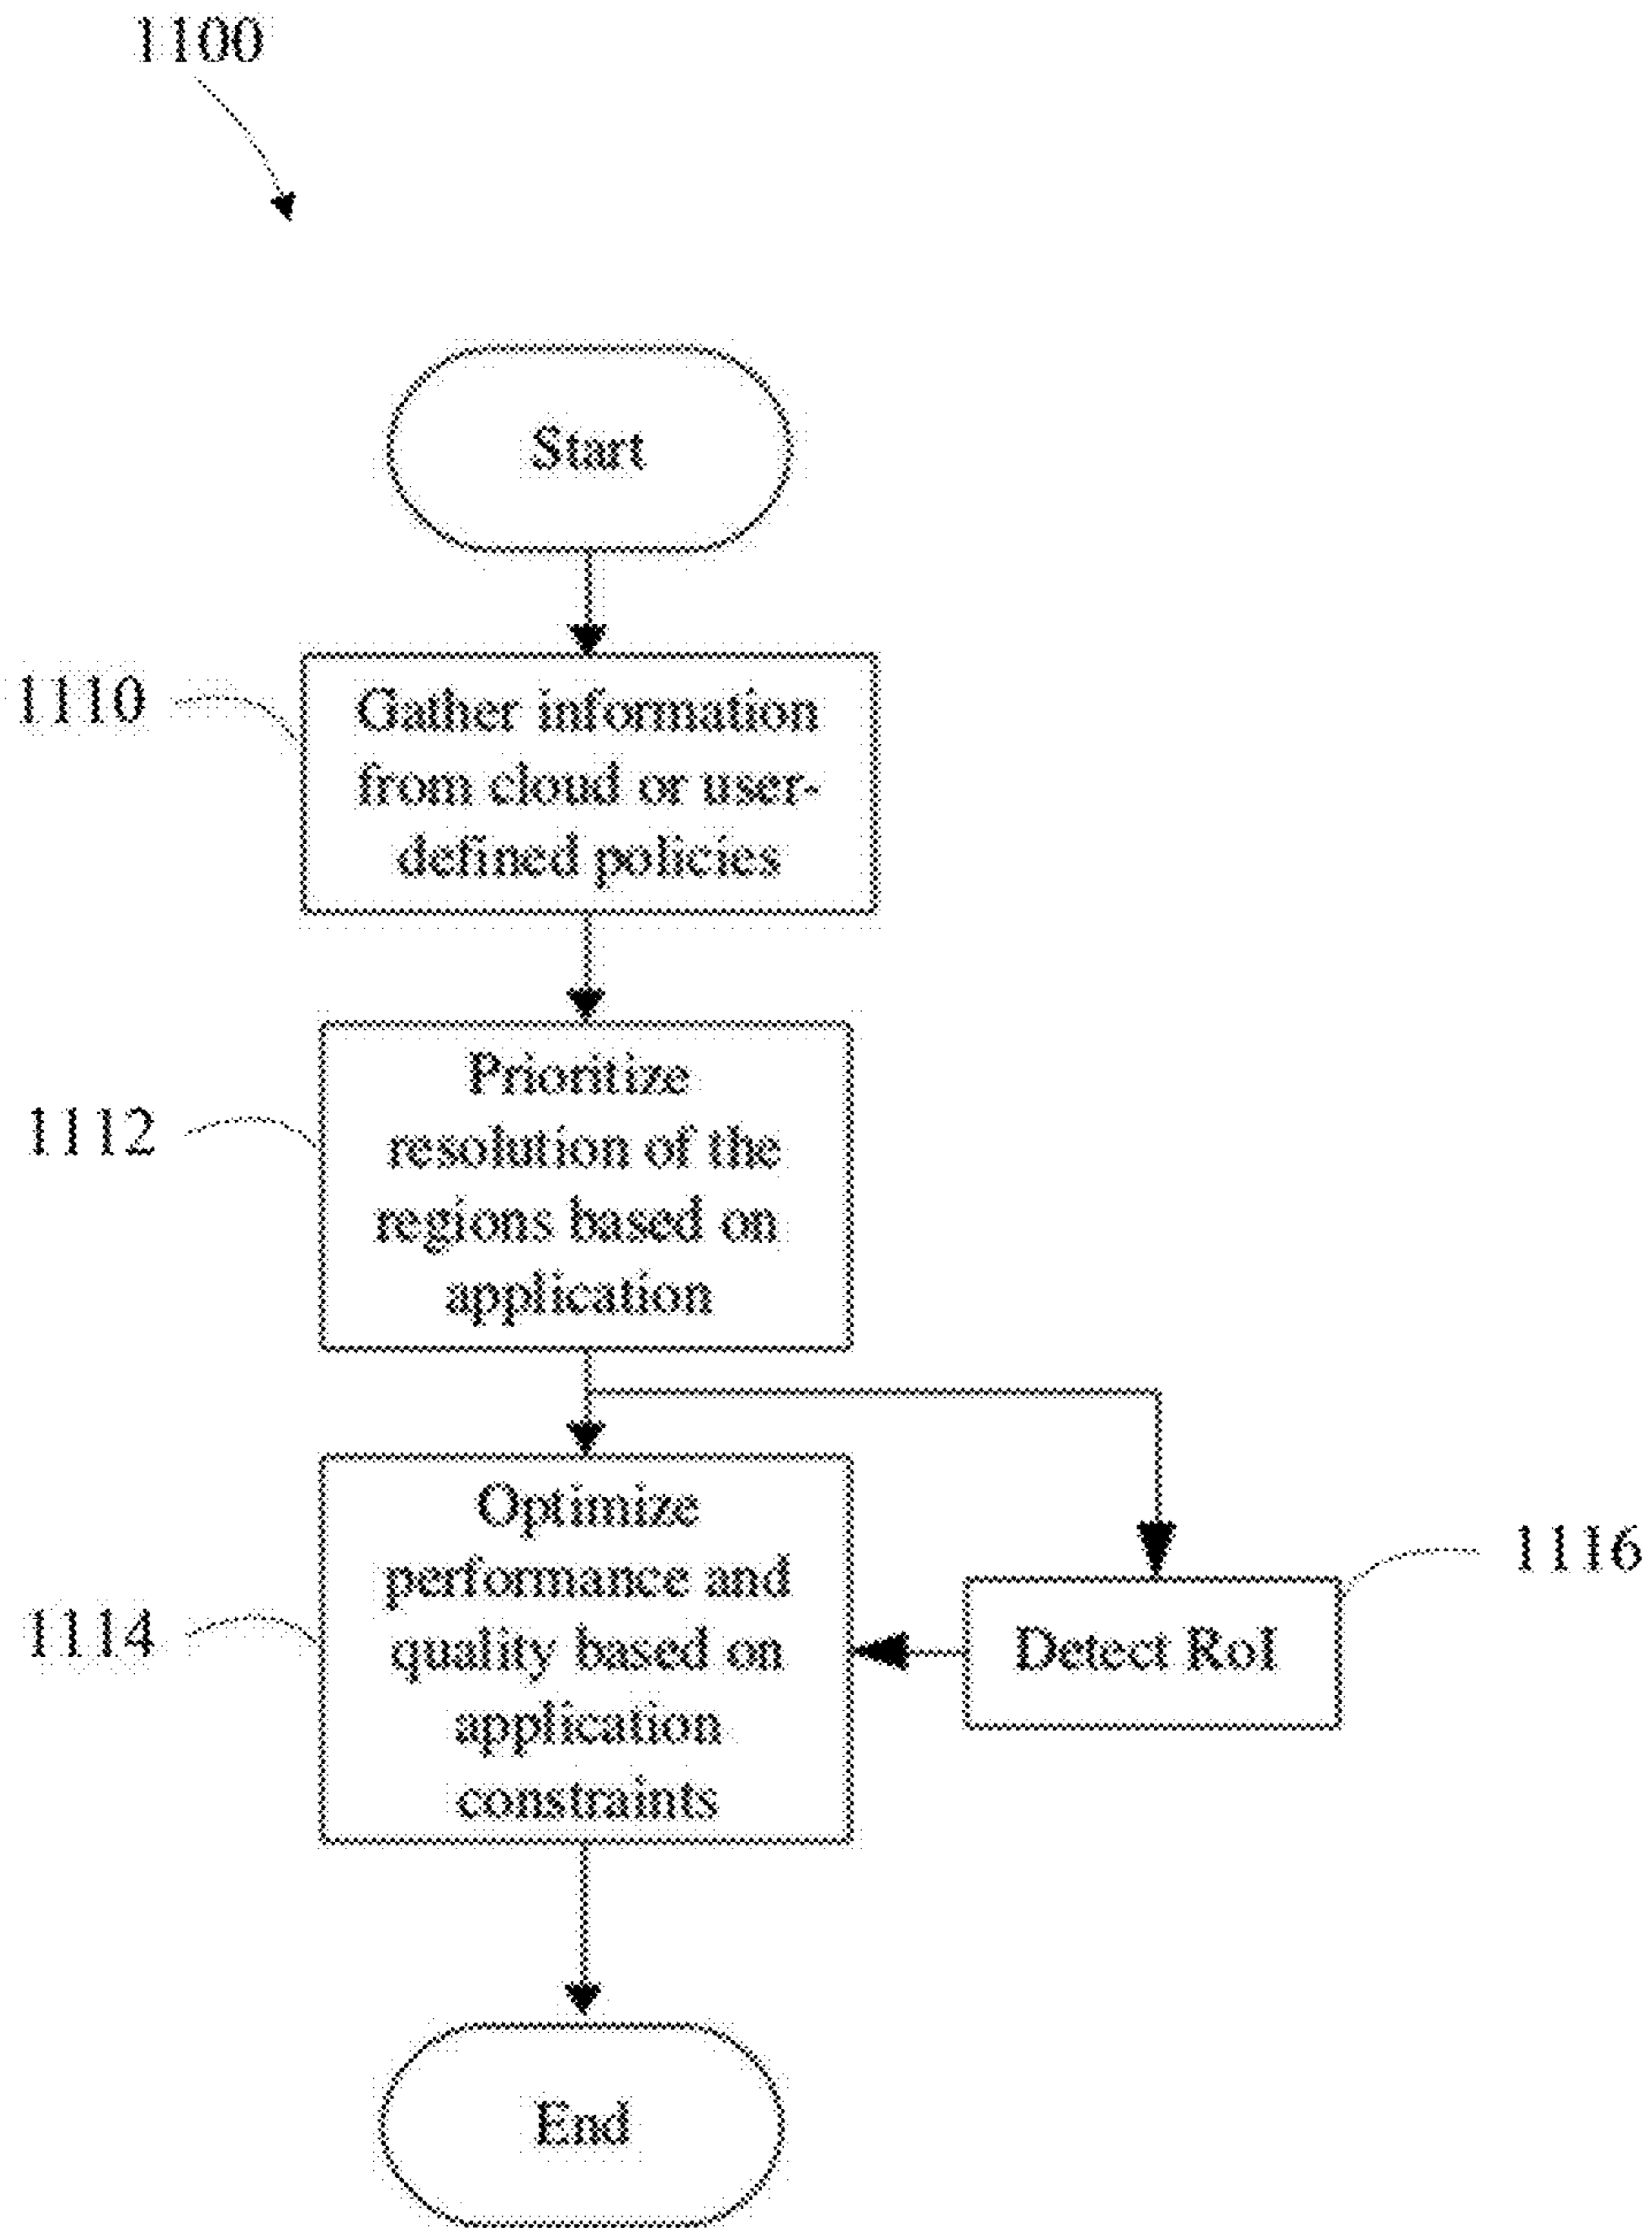 1100
Start
1110
Gather information
from cloud or user-
defined policies
1112
Prioritize
resolution of the
regions based on
application
1114
Optimize
performance and
quality based on
application
constraints
1116
Detect RoI
End